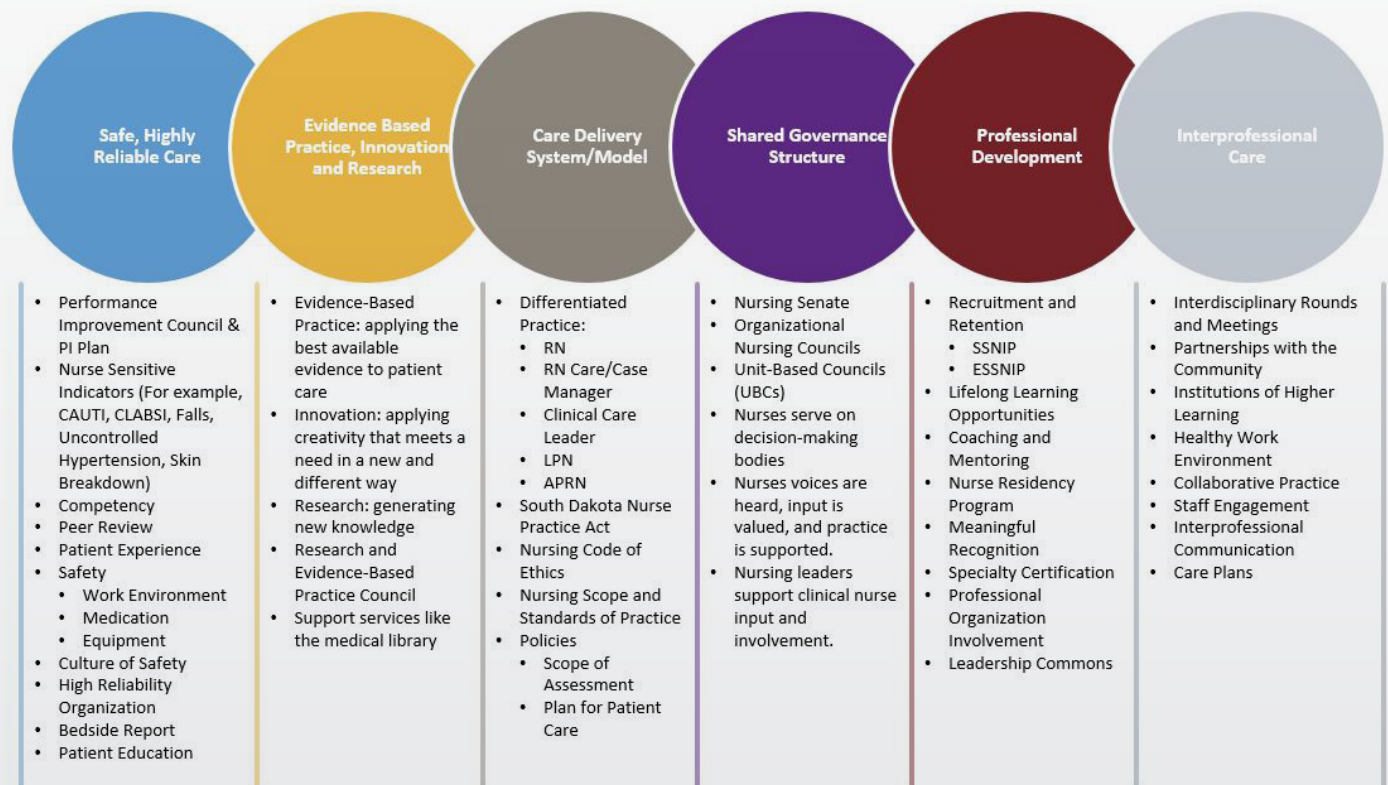 Safe, Highly
Reliable Care
Evidence Based
Practice, Innovation
and Research
Care Delivery
System/Model
Shared Governance
Structure
Professional
Development
Interprofessional
Care
• Performance
Improvement Council &
PI Plan
• Nurse Sensitive
Indicators (For example,
CAUTI, CLABSI, Falls,
Uncontrolled
Hypertension, Skin
Breakdown)
• Competency
• Peer Review
• Patient Experience
• Safety
• Work Environment
• Medication
• Equipment
• Culture of Safety
• High Reliability
Organization
• Bedside Report
• Patient Education
• Evidence-Based
Practice: applying the
best available
evidence to patient
care
• Innovation: applying
creativity that meets a
need in a new and
different way
• Research: generating
new knowledge
• Research and
Evidence-Based
Practice Council
• Support services like
the medical library
• Differentiated
Practice:
• RN
• RN Care/Case
Manager
• Clinical Care
Leader
• LPN
• APRN
• South Dakota Nurse
Practice Act
• Nursing Code of
Ethics
• Nursing Scope and
Standards of Practice
• Policies
• Scope of
Assessment
• Plan for Patient
Care
• Nursing Senate
• Organizational
Nursing Councils
• Unit-Based Councils
(UBCs)
• Nurses serve on
decision-making
bodies
• Nurses voices are
heard, input is
valued, and practice
is supported.
• Nursing leaders
support clinical nurse
input and
involvement.
• Recruitment and
Retention
• SSNIP
• ESSNIP
• Lifelong Learning
Opportunities
• Coaching and
Mentoring
• Nurse Residency
Program
• Meaningful
Recognition
• Specialty Certification
• Professional
Organization
Involvement
• Leadership Commons
• Interdisciplinary Rounds
and Meetings
• Partnerships with the
Community
• Institutions of Higher
Learning
• Healthy Work
Environment
• Collaborative Practice
• Staff Engagement
• Interprofessional
Communication
• Care Plans